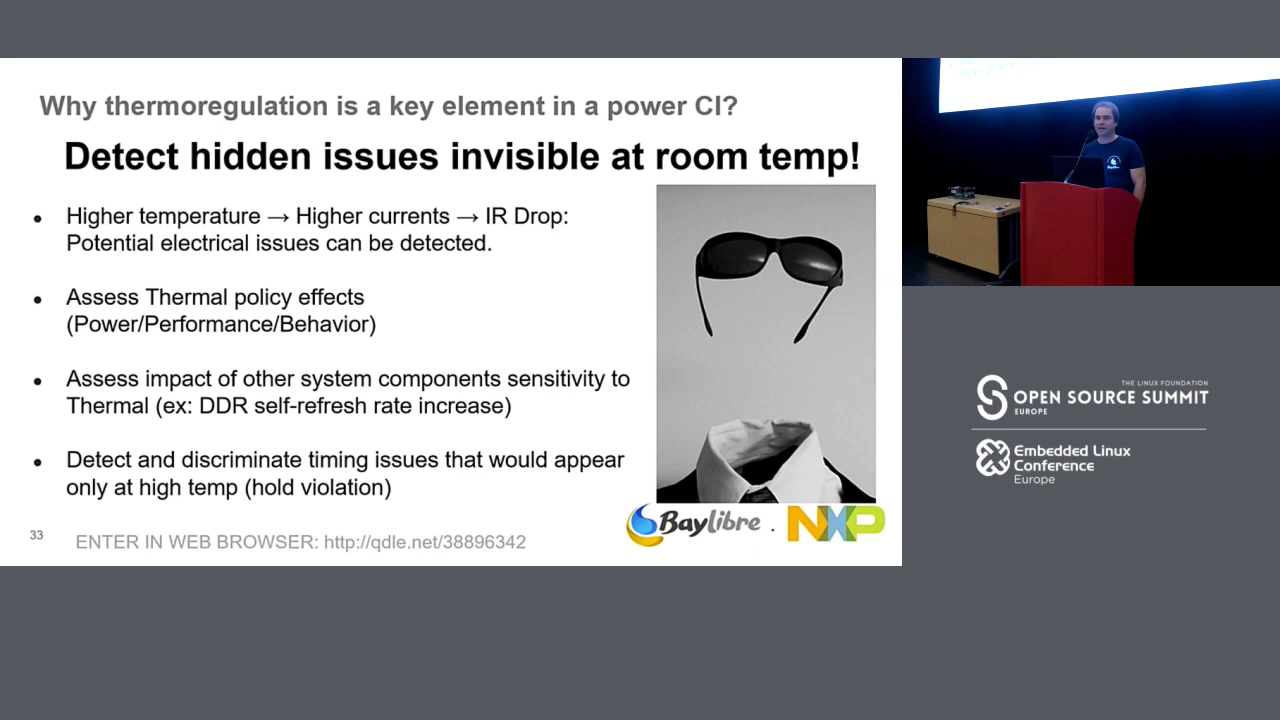 Why thermoregulation is a key element in a power CI?
Detect hidden issues invisible at room temp!
● Higher temperature → Higher currents → IR Drop:
Potential electrical issues can be detected.
● Assess Thermal policy effects
(Power/Performance/Behavior)
● Assess impact of other system components sensitivity to
Thermal (ex: DDR self-refresh rate increase)
● Detect and discriminate timing issues that would appear
only at high temp (hold violation)
33
ENTER IN WEB BROWSER: http://qdle.net/38896342
Baylibre . NXP
THE LINUX FOUNDATION
OPEN SOURCE SUMMIT
EUROPE
Embedded Linux
Conference
Europe